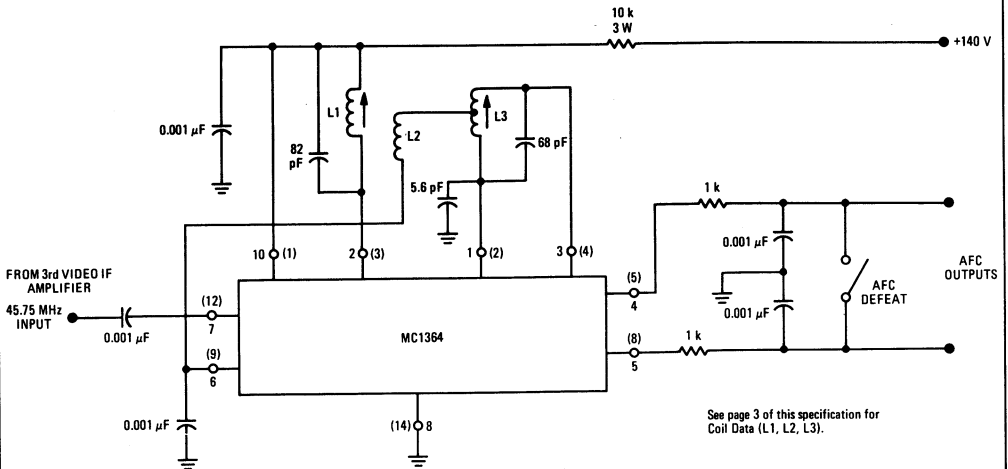 10 k
3 W
+140 V
0.001 µF
82
pF
L1
L2
L3
68 pF
5.6 pF
1 k
10 (1)
2 (3)
1 (2)
3 (4)
0.001 µF
FROM 3rd VIDEO IF
AMPLIFIER
45.75 MHz
INPUT
0.001 µF
(12)
7
MC1364
(5)
4
AFC
DEFEAT
AFC
OUTPUTS
0.001 µF
(9)
6
(8)
5
1 k
0.001 µF
(14) 8
See page 3 of this specification for
Coil Data (L1, L2, L3).